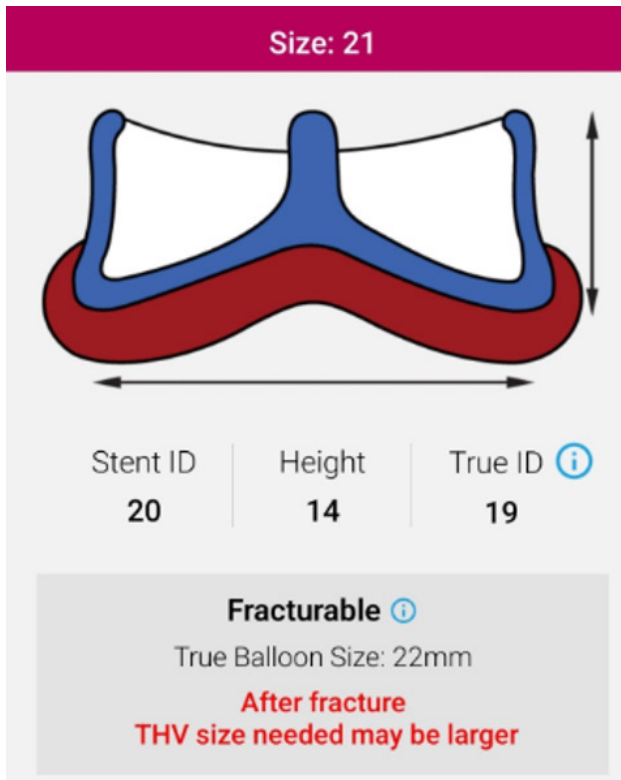 Size: 21
Stent ID
Height
True ID
20
14
19
Fracturable
True Balloon Size: 22mm
After fracture
THV size needed may be larger